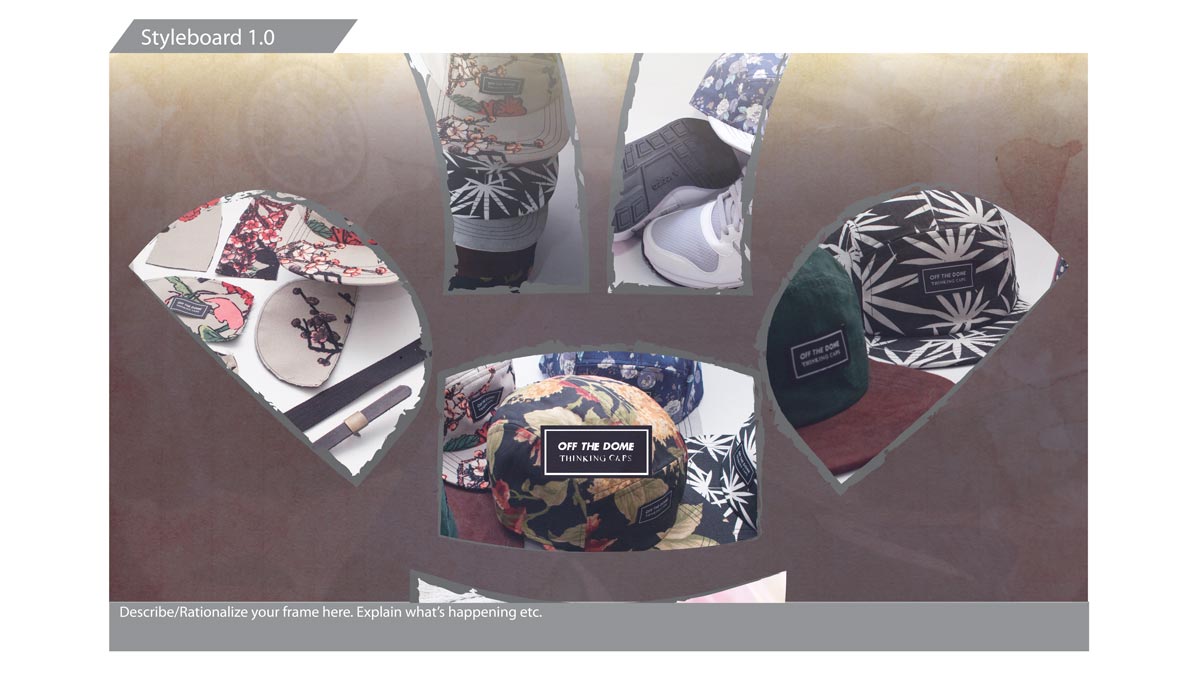 Styleboard 1.0
OFF THE DOME
THINKING CAPS
OFF THE DOME
THINKING CAPS
OFF THE DOME
THINKING CAPS
Describe/Rationalize your frame here. Explain what's happening etc.